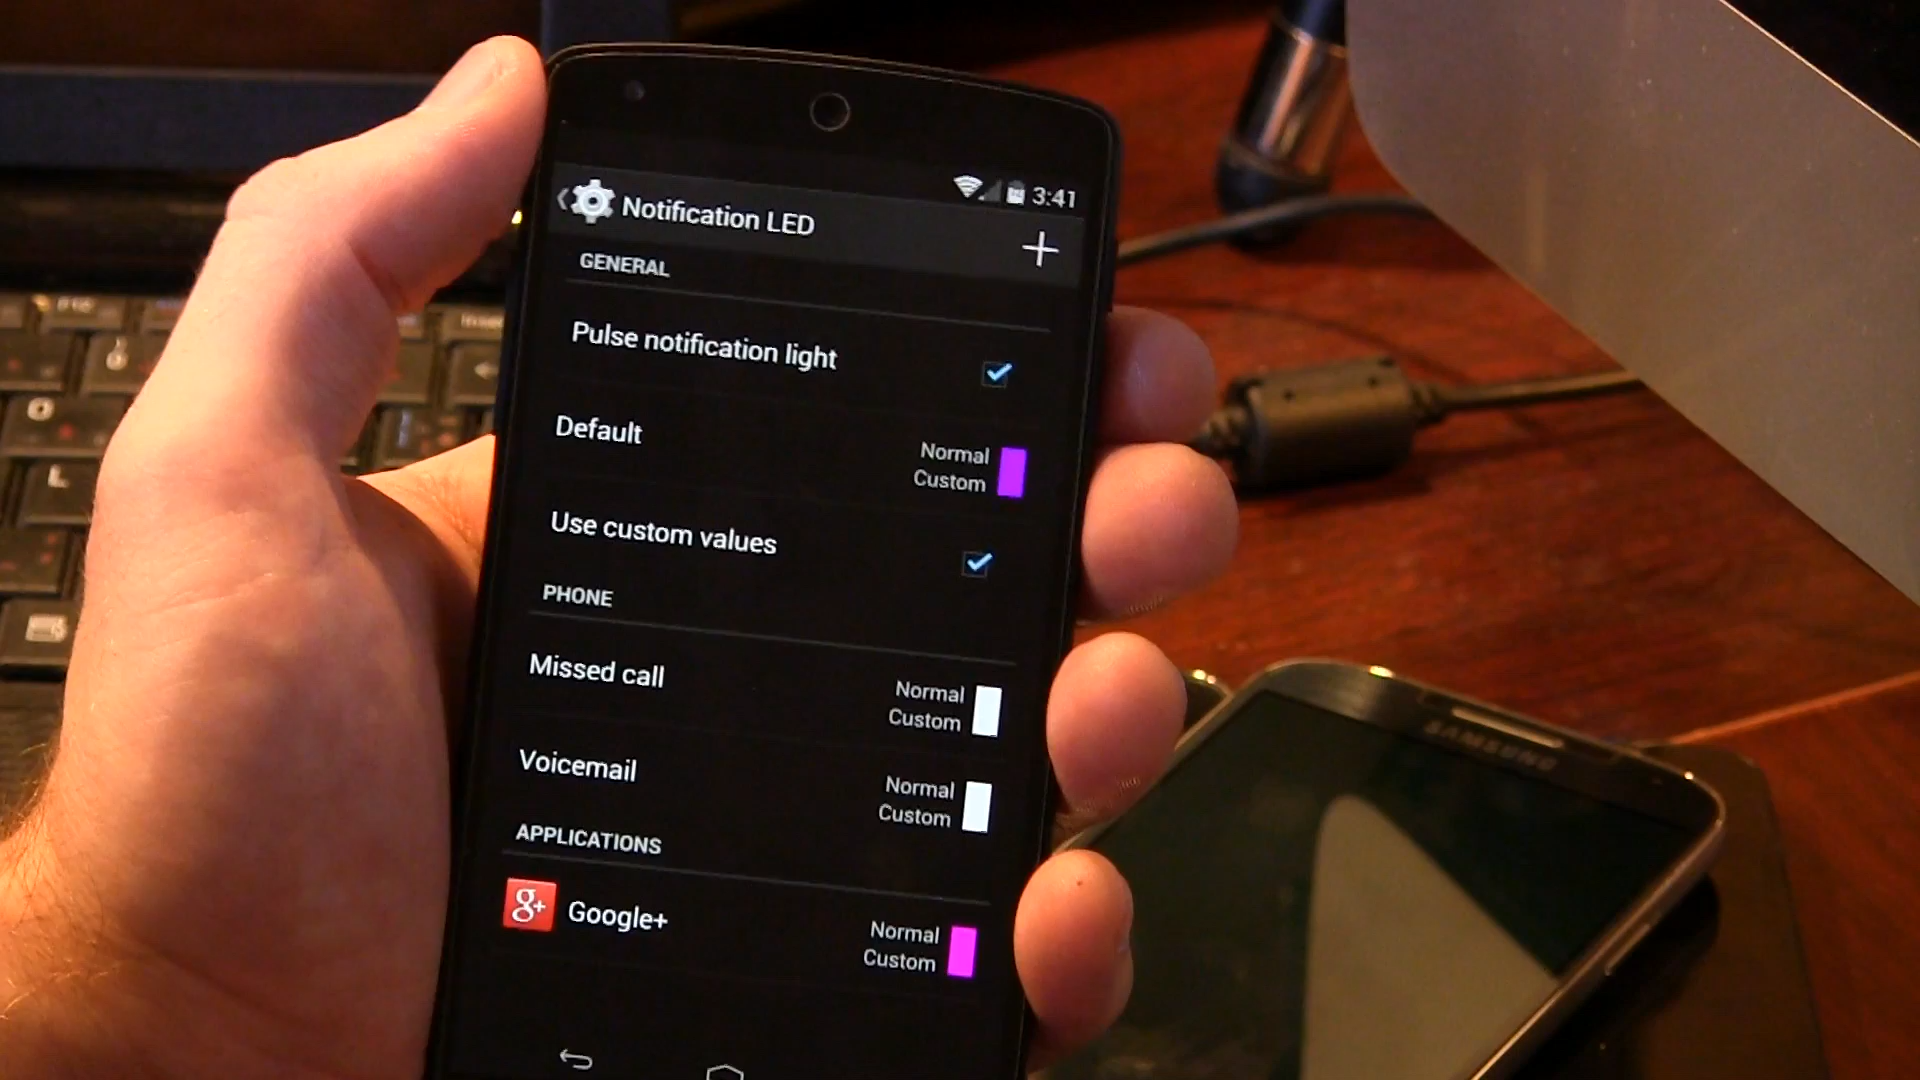 3:41
Notification LED
GENERAL
Pulse notification light
Default
Normal
Custom
Use custom values
PHONE
Missed call
Normal
Custom
Voicemail
Normal
Custom
APPLICATIONS
g+
Google+
Normal
Custom
SAMSUNG
L